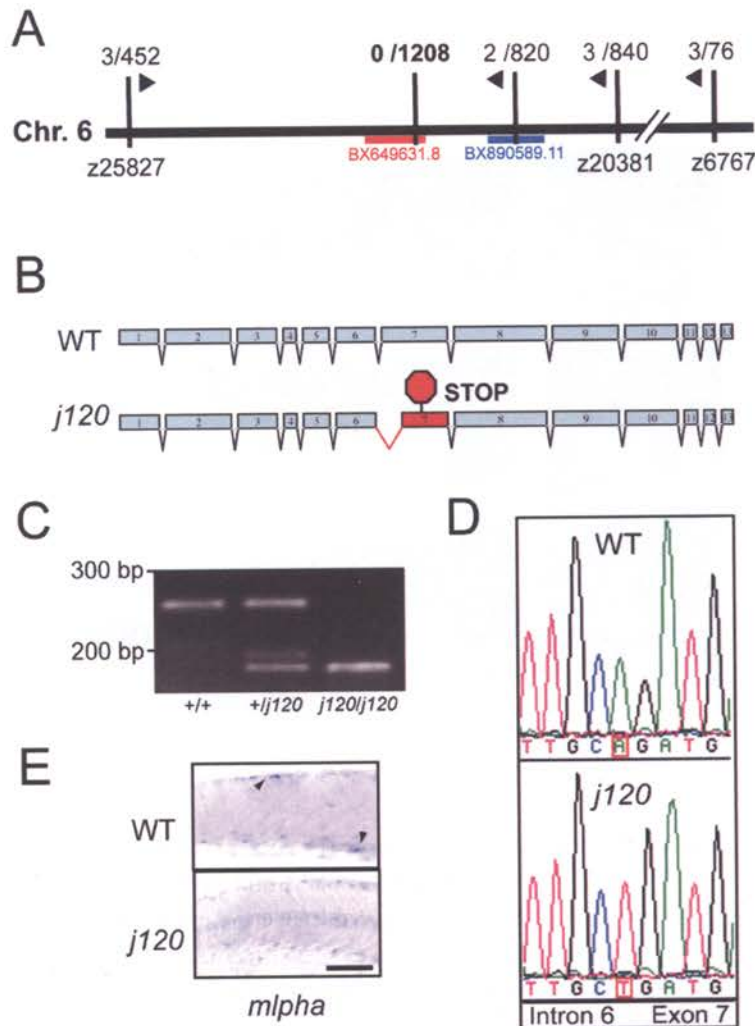 A
3/452
0/1208
2/820
3/840
3/76
Chr. 6
BX649631.8
BX890589.11
z25827
z20381
z6767
B
WT
1 2 3 4 5 6 7 8 9 10 11 12 13
STOP
j120
1 2 3 4 5 6 7 8 9 10 11 12 13
C
300 bp
200 bp
+/+
+/j120
j120/j120
D
WT
T T G C A G A T G
j120
T T G C T G A T G
Intron 6 Exon 7
E
WT
j120
mlpha